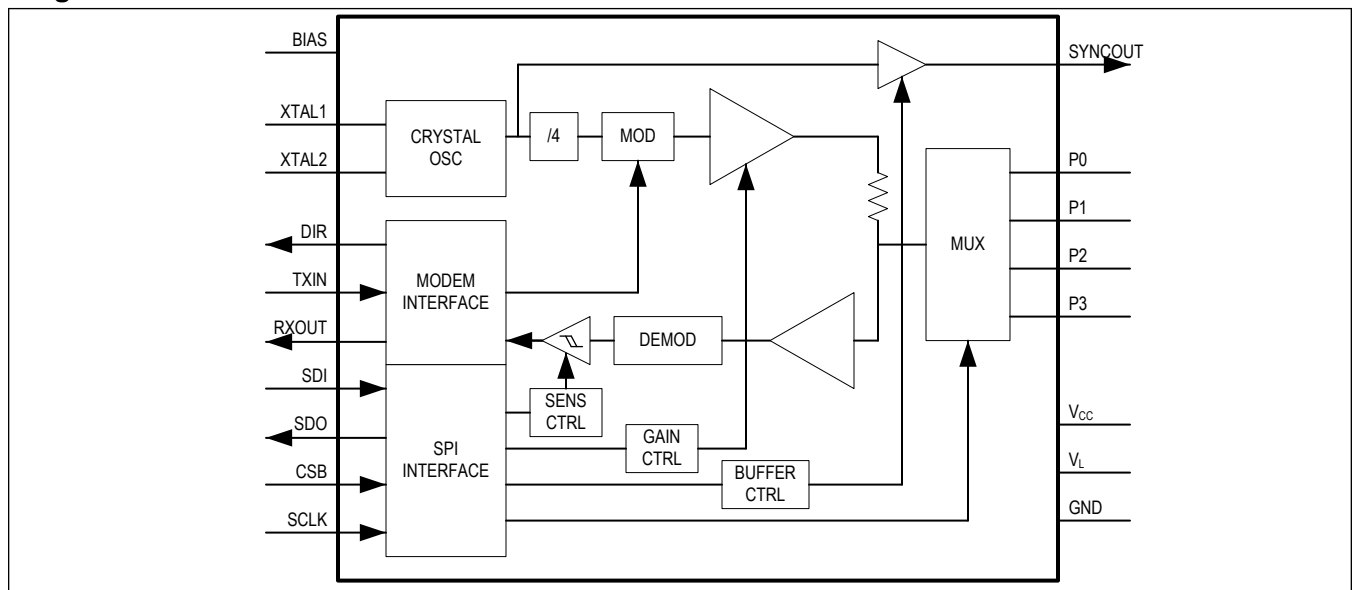 BIAS
SYNCOUT
XTAL1
CRYSTAL
OSC
/4
MOD
XTAL2
P0
P1
MUX
P2
P3
DIR
MODEM
INTERFACE
TXIN
RXOUT
DEMOD
SDI
SENS
CTRL
SDO
SPI
INTERFACE
GAIN
CTRL
VCC
CSB
BUFFER
CTRL
VL
SCLK
GND